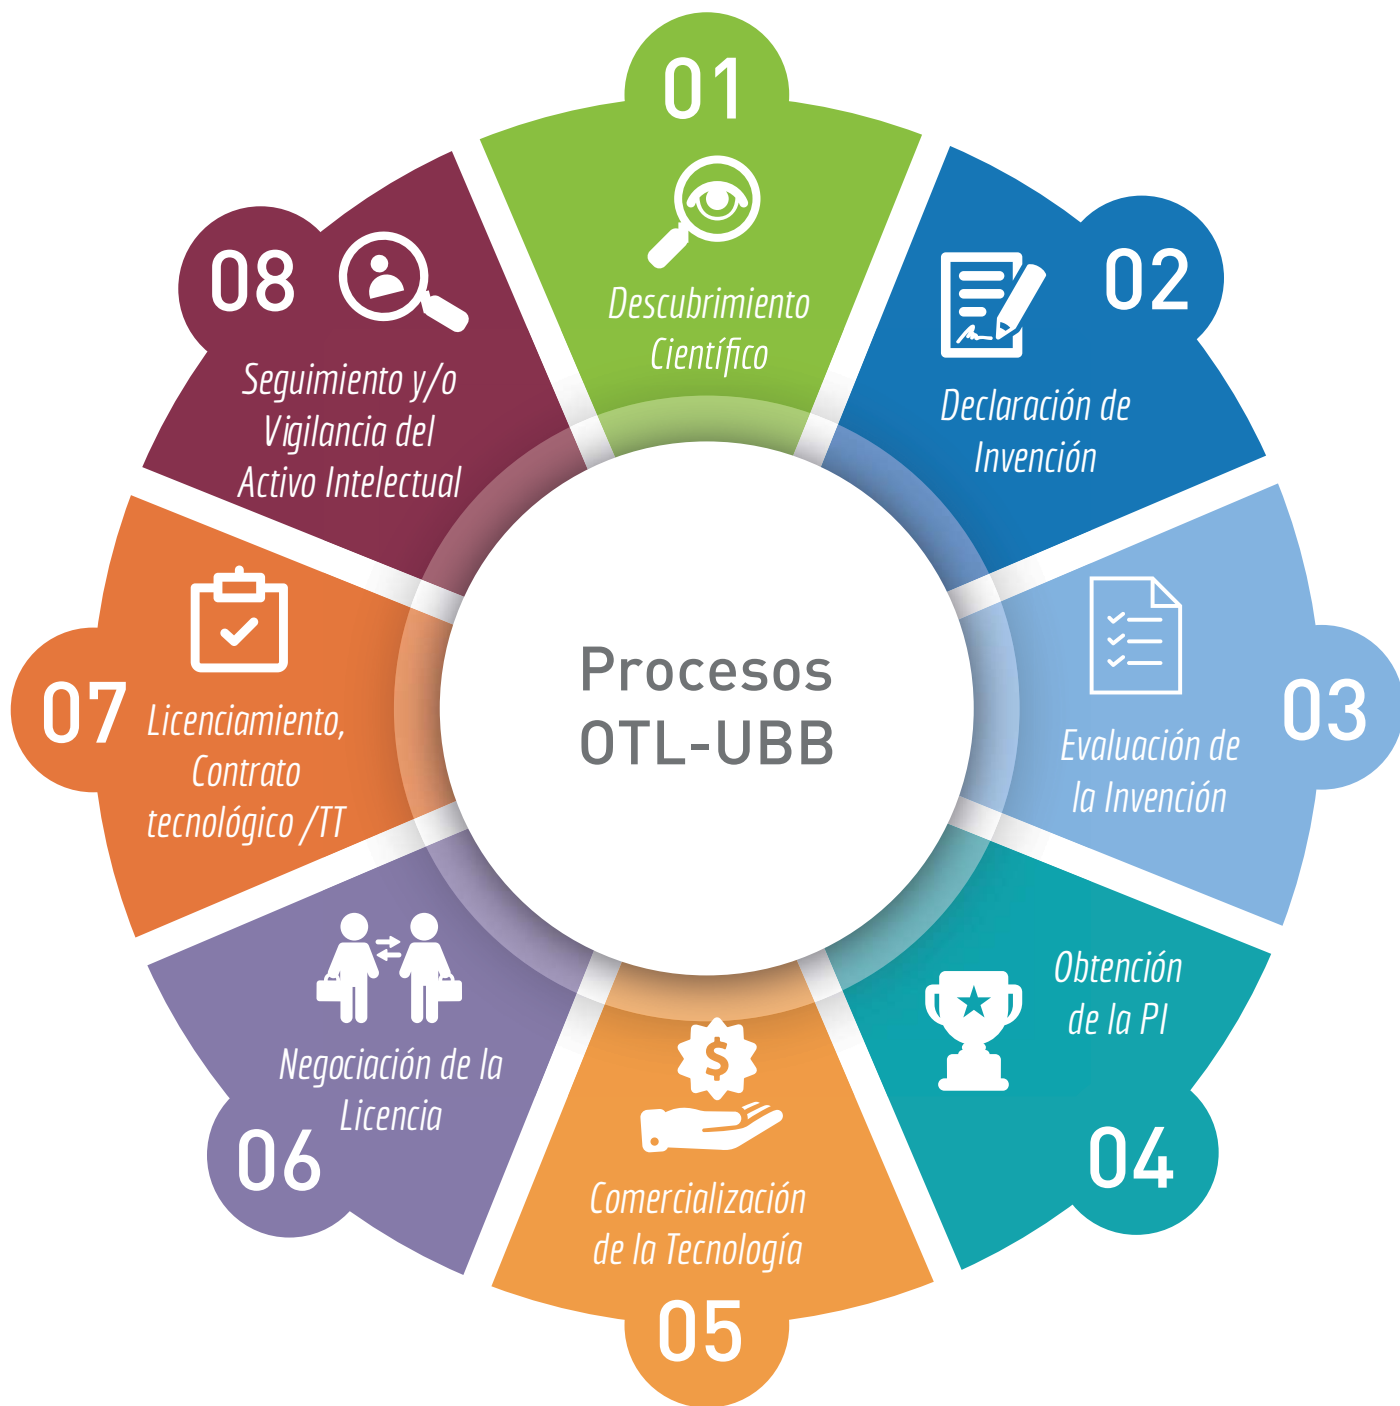 01
Descubrimiento
Científico
02
Declaración de
Invención
03
Evaluación de
la Invención
Obtención
de la PI
04
Comercialización
de la Tecnología
05
Negociación de la
Licencia
06
07
Licenciamiento,
Contrato
tecnológico /TT
08
Seguimiento y/o
Vigilancia del
Activo Intelectual
Procesos
OTL-UBB